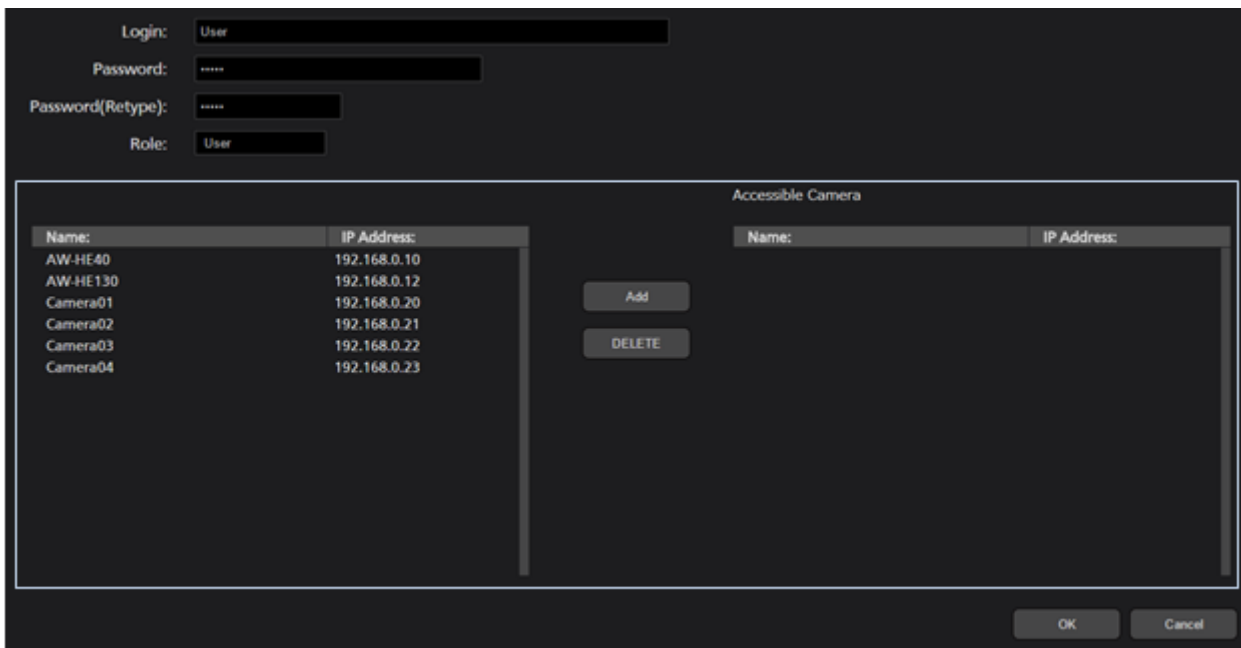 Login: User
Password: •••••
Password(Retype): •••••
Role: User
Accessible Camera
Name: IP Address: Name: IP Address:
AW-HE40 192.168.0.10
AW-HE130 192.168.0.12
Camera01 192.168.0.20
Camera02 192.168.0.21
Camera03 192.168.0.22
Camera04 192.168.0.23
Add
DELETE
OK Cancel